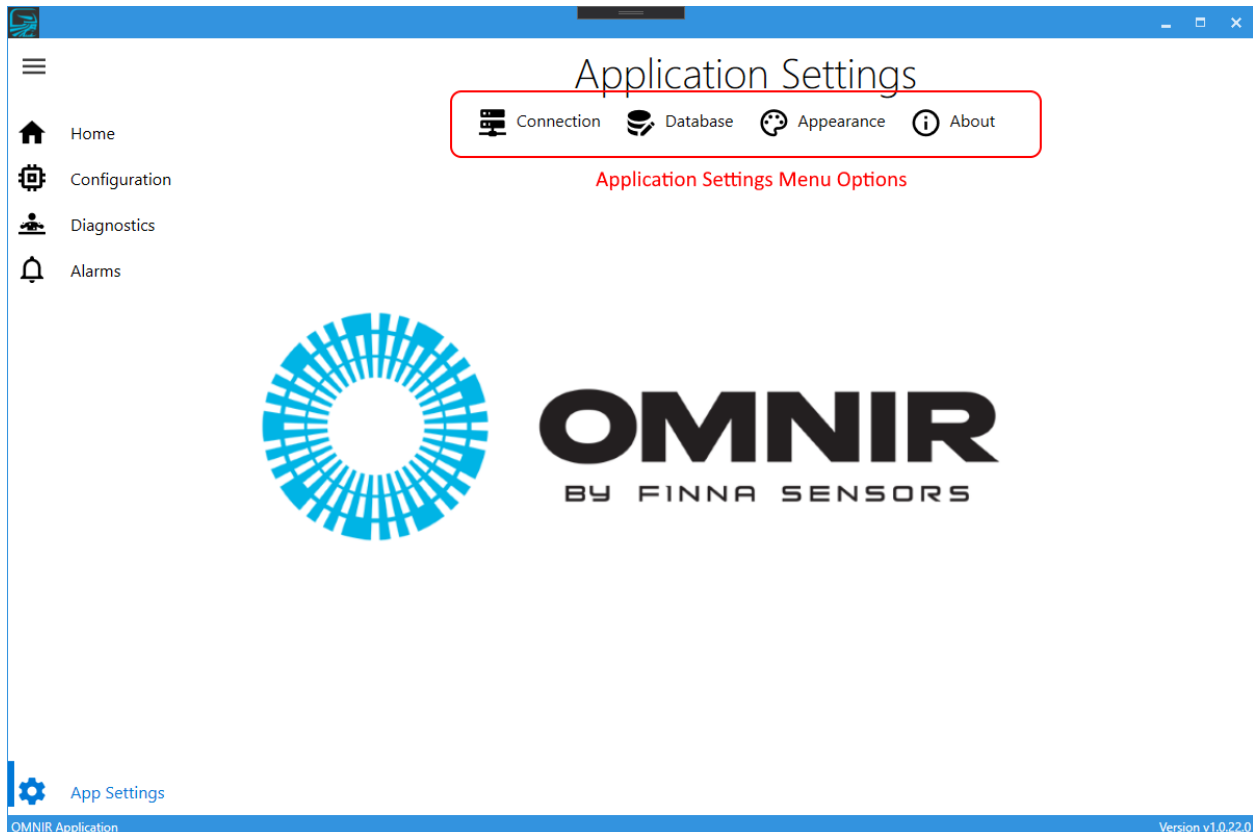 Application Settings
Connection Database Appearance About
Application Settings Menu Options
Home
Configuration
Diagnostics
Alarms
OMNIR
BY FINNA SENSORS
App Settings
OMNIR Application Version v1.0.22.0